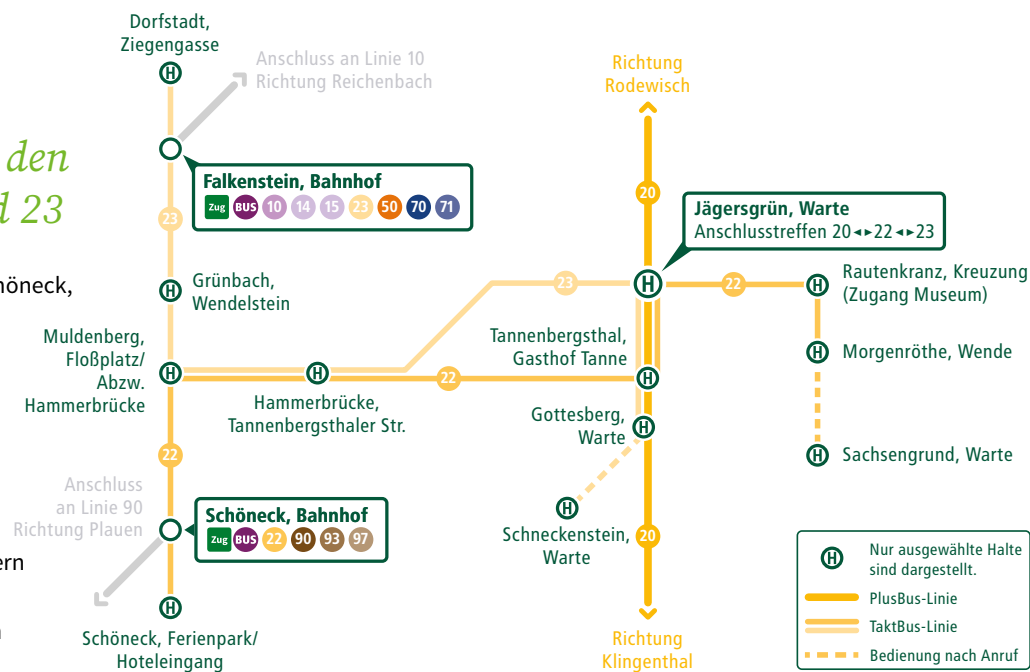 den
d 23
höneck,
ern
Dorfstadt,
Ziegengasse
Anschluss an Linie 10
Richtung Reichenbach
Falkenstein, Bahnhof
Zug BUS 10 14 15 23 50 70 71
23
Grünbach,
Wendelstein
Muldenberg,
Floßplatz/
Abzw.
Hammerbrücke
H
Hammerbrücke,
Tannenbergsthaler Str.
22
22
23
Anschluss
an Linie 90
Richtung Plauen
Schöneck, Bahnhof
Zug BUS 22 90 93 97
Schöneck, Ferienpark/
Hoteleingang
Richtung
Rodewisch
20
Jägersgrün, Warte
Anschlusstreffen 20◄►22◄►23
22
Rautenkranz, Kreuzung
(Zugang Museum)
Morgenröthe, Wende
Sachsengrund, Warte
Tannenbergsthal,
Gasthof Tanne
Gottesberg,
Warte
Schneckenstein,
Warte
20
Richtung
Klingenthal
H Nur ausgewählte Halte
sind dargestellt.
PlusBus-Linie
TaktBus-Linie
Bedienung nach Anruf